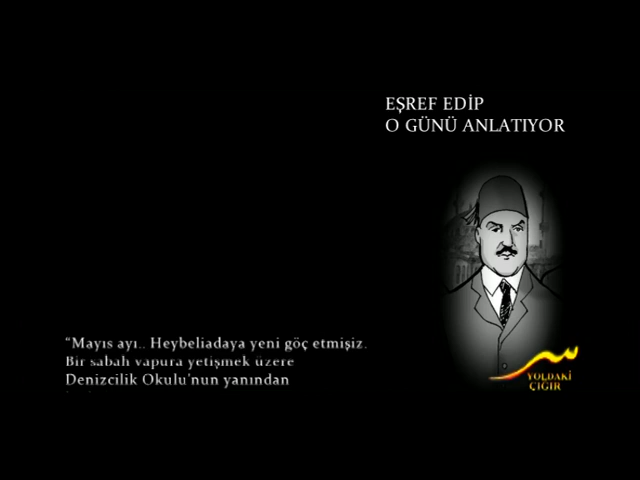 EŞREF EDİP
O GÜNÜ ANLATIYOR
“Mayıs ayı.. Heybeliadaya yeni göç etmişiz.
Bir sabah vapura yetişmek üzere
Denizcilik Okulu’nun yanından
YOLDAKİ
ÇIĞIR